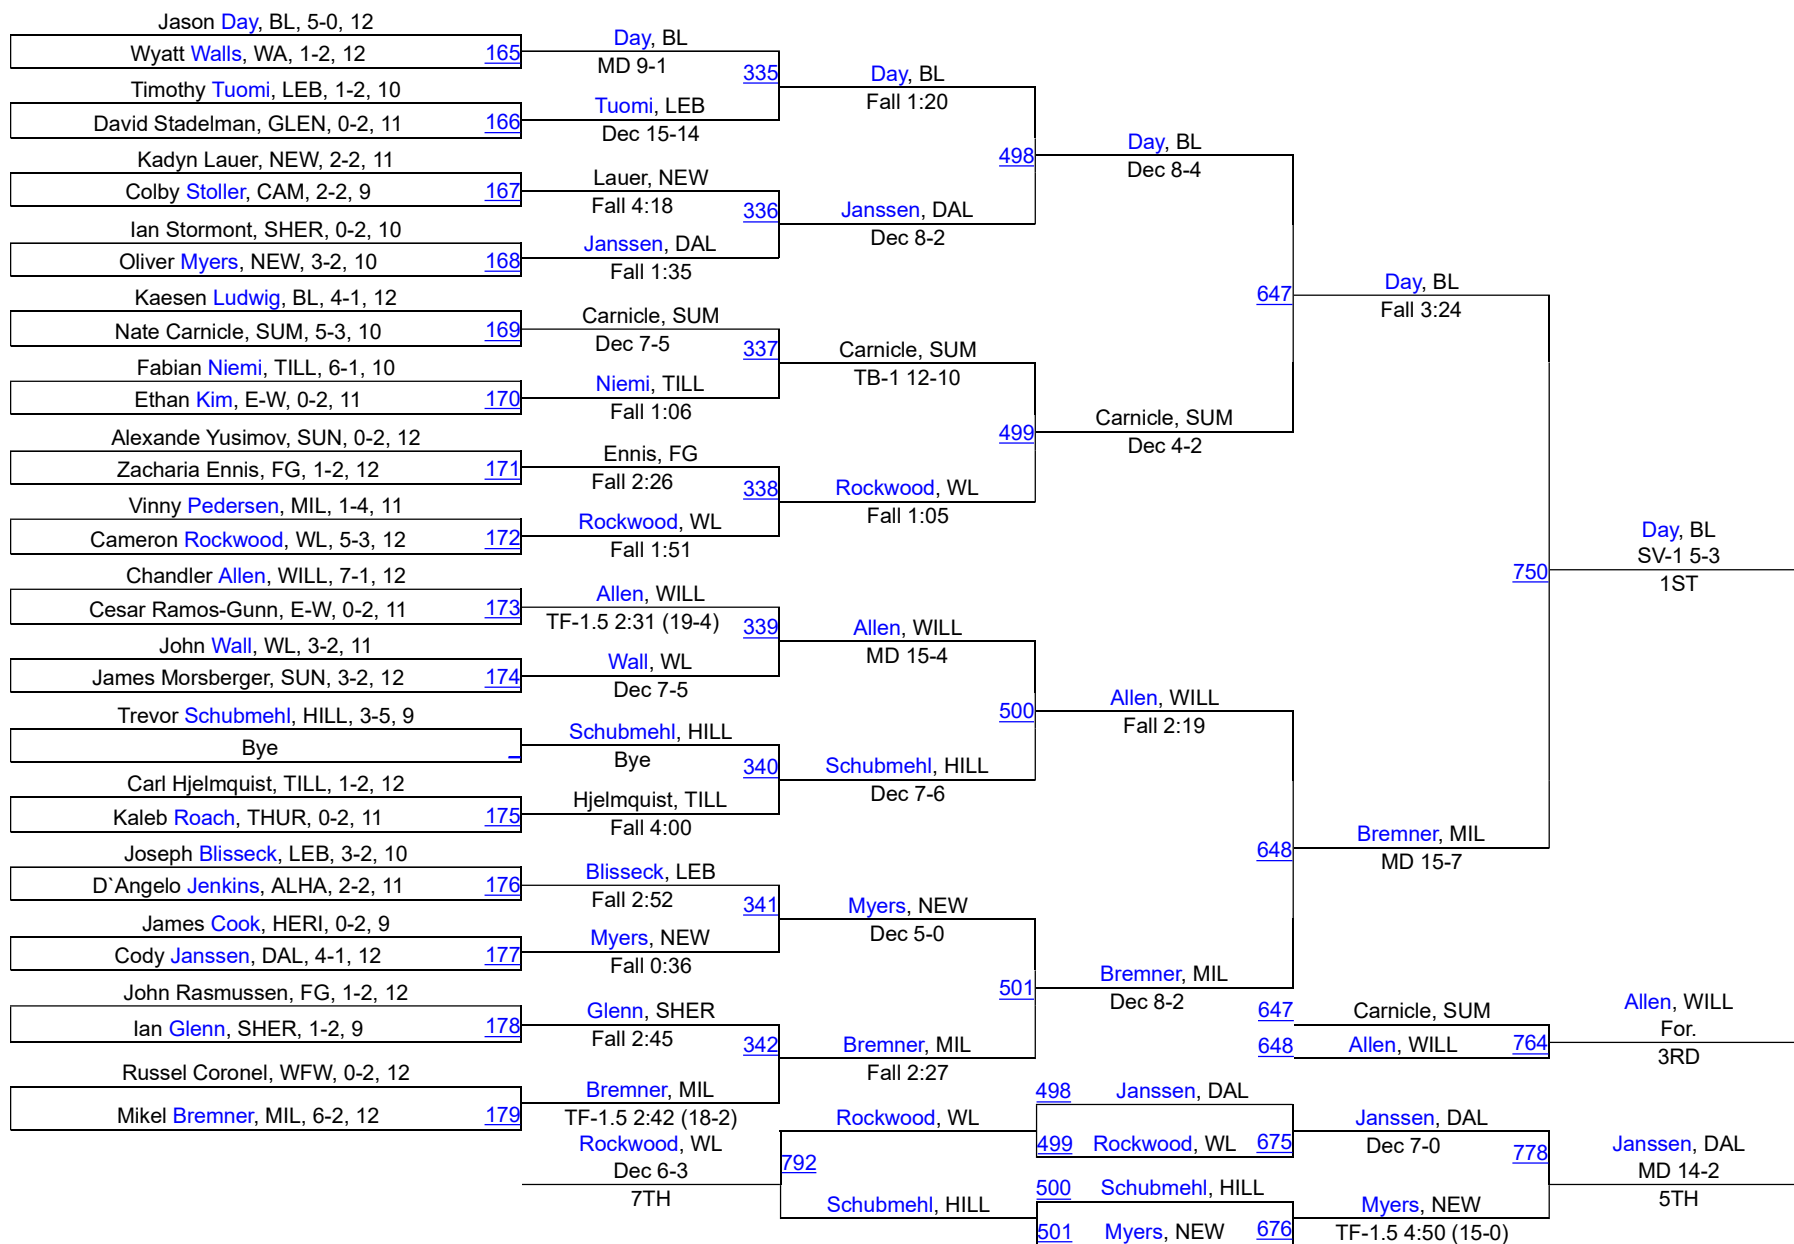 Jason Day, BL, 5-0, 12
Wyatt Walls, WA, 1-2, 12
165
Timothy Tuomi, LEB, 1-2, 10
David Stadelman, GLEN, 0-2, 11
166
Kadyn Lauer, NEW, 2-2, 11
Colby Stoller, CAM, 2-2, 9
167
Ian Stormont, SHER, 0-2, 10
Oliver Myers, NEW, 3-2, 10
168
Kaesen Ludwig, BL, 4-1, 12
Nate Carnicle, SUM, 5-3, 10
169
Fabian Niemi, TILL, 6-1, 10
Ethan Kim, E-W, 0-2, 11
170
Alexande Yusimov, SUN, 0-2, 12
Zacharia Ennis, FG, 1-2, 12
171
Vinny Pedersen, MIL, 1-4, 11
Cameron Rockwood, WL, 5-3, 12
172
Chandler Allen, WILL, 7-1, 12
Cesar Ramos-Gunn, E-W, 0-2, 11
173
John Wall, WL, 3-2, 11
James Morsberger, SUN, 3-2, 12
174
Trevor Schubmehl, HILL, 3-5, 9
Bye
Carl Hjelmquist, TILL, 1-2, 12
Kaleb Roach, THUR, 0-2, 11
175
Joseph Blisseck, LEB, 3-2, 10
D`Angelo Jenkins, ALHA, 2-2, 11
176
James Cook, HERI, 0-2, 9
Cody Janssen, DAL, 4-1, 12
177
John Rasmussen, FG, 1-2, 12
Ian Glenn, SHER, 1-2, 9
178
Russel Coronel, WFW, 0-2, 12
Mikel Bremner, MIL, 6-2, 12
179
Day, BL
MD 9-1
335
Tuomi, LEB
Dec 15-14
Lauer, NEW
Fall 4:18
336
Janssen, DAL
Fall 1:35
Carnicle, SUM
Dec 7-5
337
Niemi, TILL
Fall 1:06
Ennis, FG
Fall 2:26
338
Rockwood, WL
Fall 1:51
Allen, WILL
TF-1.5 2:31 (19-4)
339
Wall, WL
Dec 7-5
Schubmehl, HILL
Bye
340
Hjelmquist, TILL
Fall 4:00
Blisseck, LEB
Fall 2:52
341
Myers, NEW
Fall 0:36
Glenn, SHER
Fall 2:45
342
Bremner, MIL
TF-1.5 2:42 (18-2)
Rockwood, WL
Dec 6-3
7TH
Day, BL
Fall 1:20
498
Janssen, DAL
Dec 8-2
Carnicle, SUM
TB-1 12-10
499
Rockwood, WL
Fall 1:05
Allen, WILL
MD 15-4
500
Schubmehl, HILL
Dec 7-6
Myers, NEW
Dec 5-0
501
Bremner, MIL
Fall 2:27
Rockwood, WL
792
Schubmehl, HILL
Day, BL
Dec 8-4
647
Carnicle, SUM
Dec 4-2
Allen, WILL
Fall 2:19
648
Bremner, MIL
Dec 8-2
498 Janssen, DAL
499 Rockwood, WL 675
500 Schubmehl, HILL
501 Myers, NEW 676
Day, BL
Fall 3:24
750
Bremner, MIL
MD 15-7
647 Carnicle, SUM
648 Allen, WILL 764
Janssen, DAL
Dec 7-0
778
Myers, NEW
TF-1.5 4:50 (15-0)
Day, BL
SV-1 5-3
1ST
Allen, WILL
For.
3RD
Janssen, DAL
MD 14-2
5TH